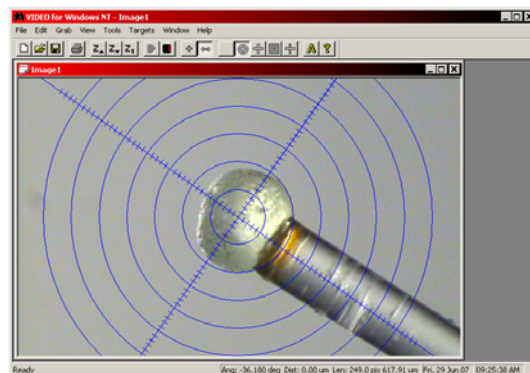 VIDEO for Windows NT - Image1
File Edit Grab View Tools Targets Window Help
Image1
Ready Ang: -36.180 deg Dist: 0.00 um Len: 249.0 pix 617.91 um Fri, 29 Jun 07 09:25:38 AM